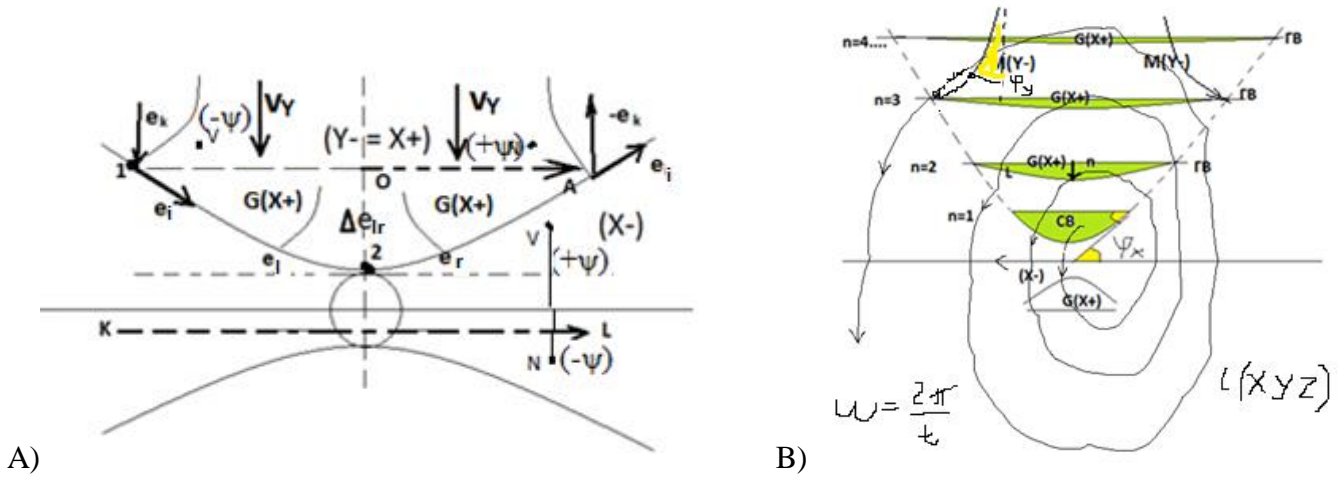 e_k
(-ψ)
V
V_Y
V_Y
-e_k
(Y- = X+)
(+ψ)
N
1
O
A
e_i
e_i
G(X+)
G(X+)
Δe_lr
(X-)
e_l
2
e_r
V
(+ψ)
K
L
N
(-ψ)
A)
n=4....
G(X+)
ГВ
M(Y-)
M(Y-)
φ_y
n=3
G(X+)
ГВ
n=2
G(X+)
n
L
ГВ
n=1
СВ
φ_x
(X-)
G(X+)
W = 2π/t
L(XYZ)
B)